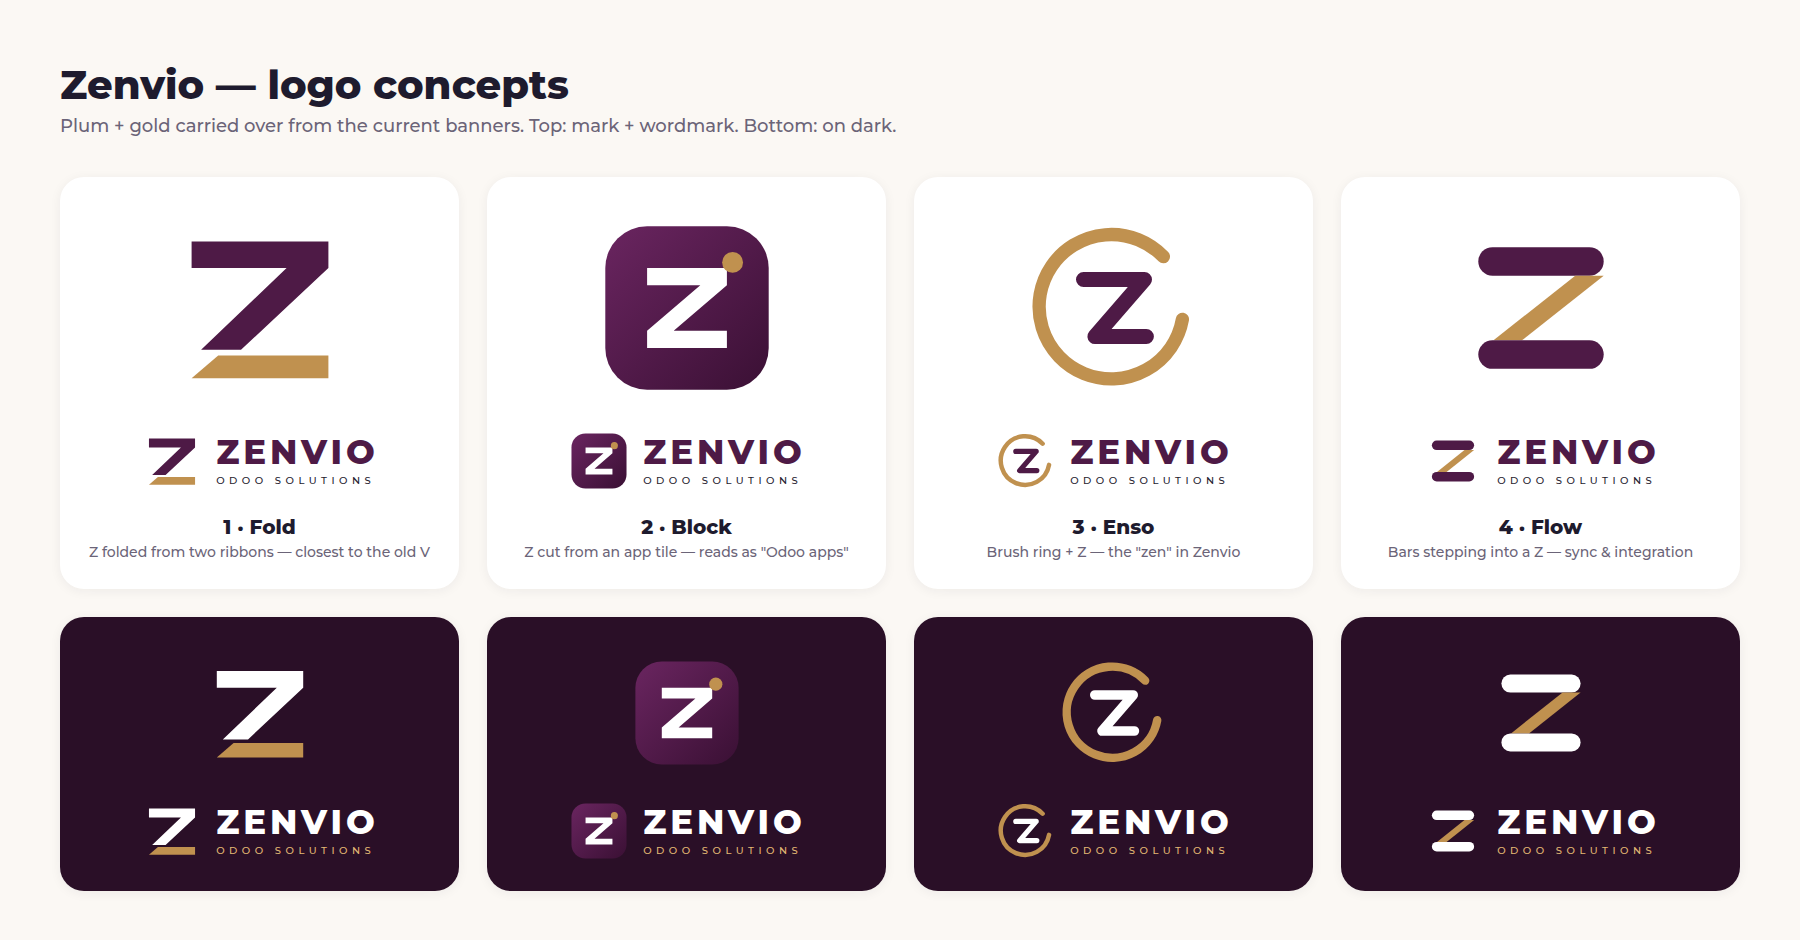 Zenvio — logo concepts
Plum + gold carried over from the current banners. Top: mark + wordmark. Bottom: on dark.
Z
ZENVIO
ODOO SOLUTIONS
1 • Fold
Z folded from two ribbons — closest to the old V
Z
ZENVIO
ODOO SOLUTIONS
2 • Block
Z cut from an app tile — reads as "Odoo apps"
Z
ZENVIO
ODOO SOLUTIONS
3 • Enso
Brush ring + Z — the "zen" in Zenvio
Z
ZENVIO
ODOO SOLUTIONS
4 • Flow
Bars stepping into a Z — sync & integration
Z
ZENVIO
ODOO SOLUTIONS
Z
ZENVIO
ODOO SOLUTIONS
Z
ZENVIO
ODOO SOLUTIONS
Z
ZENVIO
ODOO SOLUTIONS